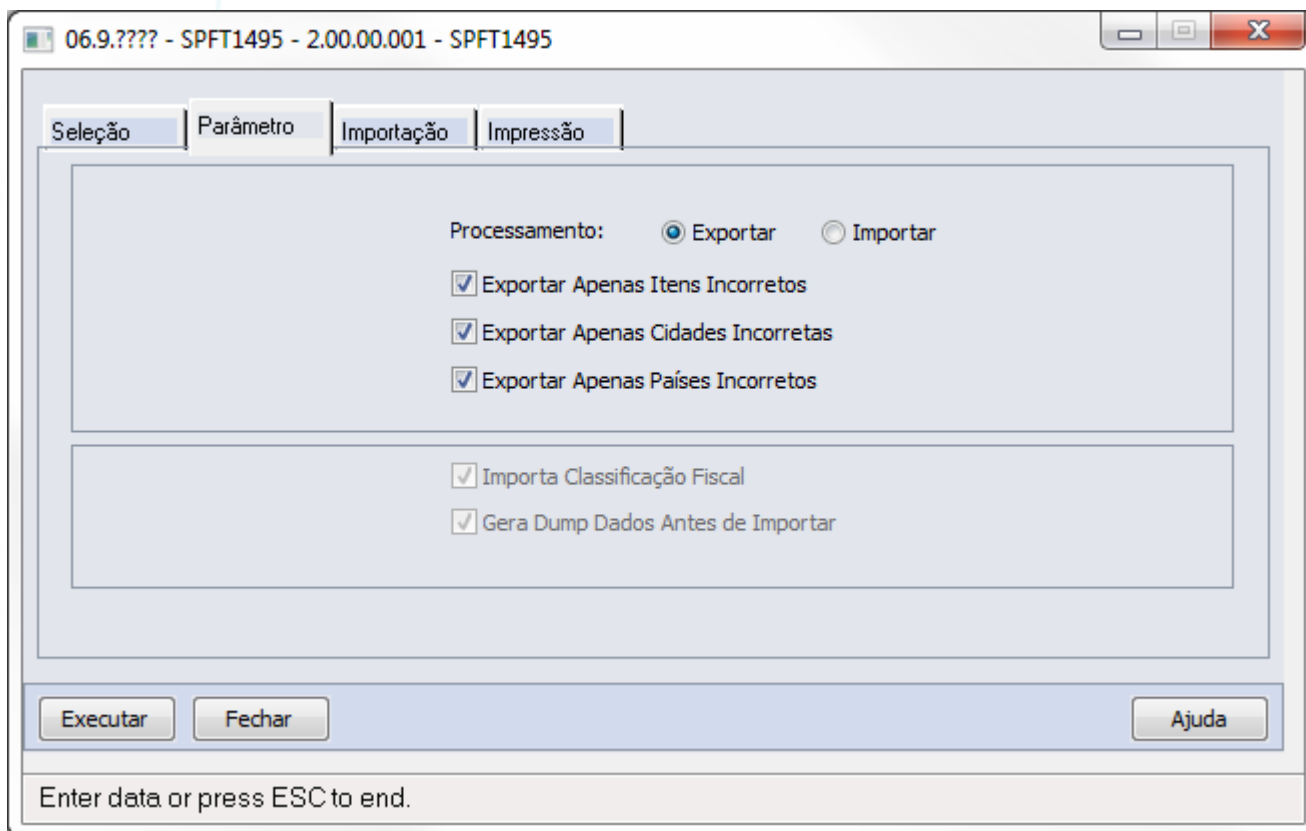 06.9.???? - SPFT1495 - 2.00.00.001 - SPFT1495
Seleção Parâmetro Importação Impressão
Processamento: Exportar Importar
Exportar Apenas Itens Incorretos
Exportar Apenas Cidades Incorretas
Exportar Apenas Países Incorretos
Importa Classificação Fiscal
Gera Dump Dados Antes de Importar
Executar Fechar Ajuda
Enter data or press ESC to end.